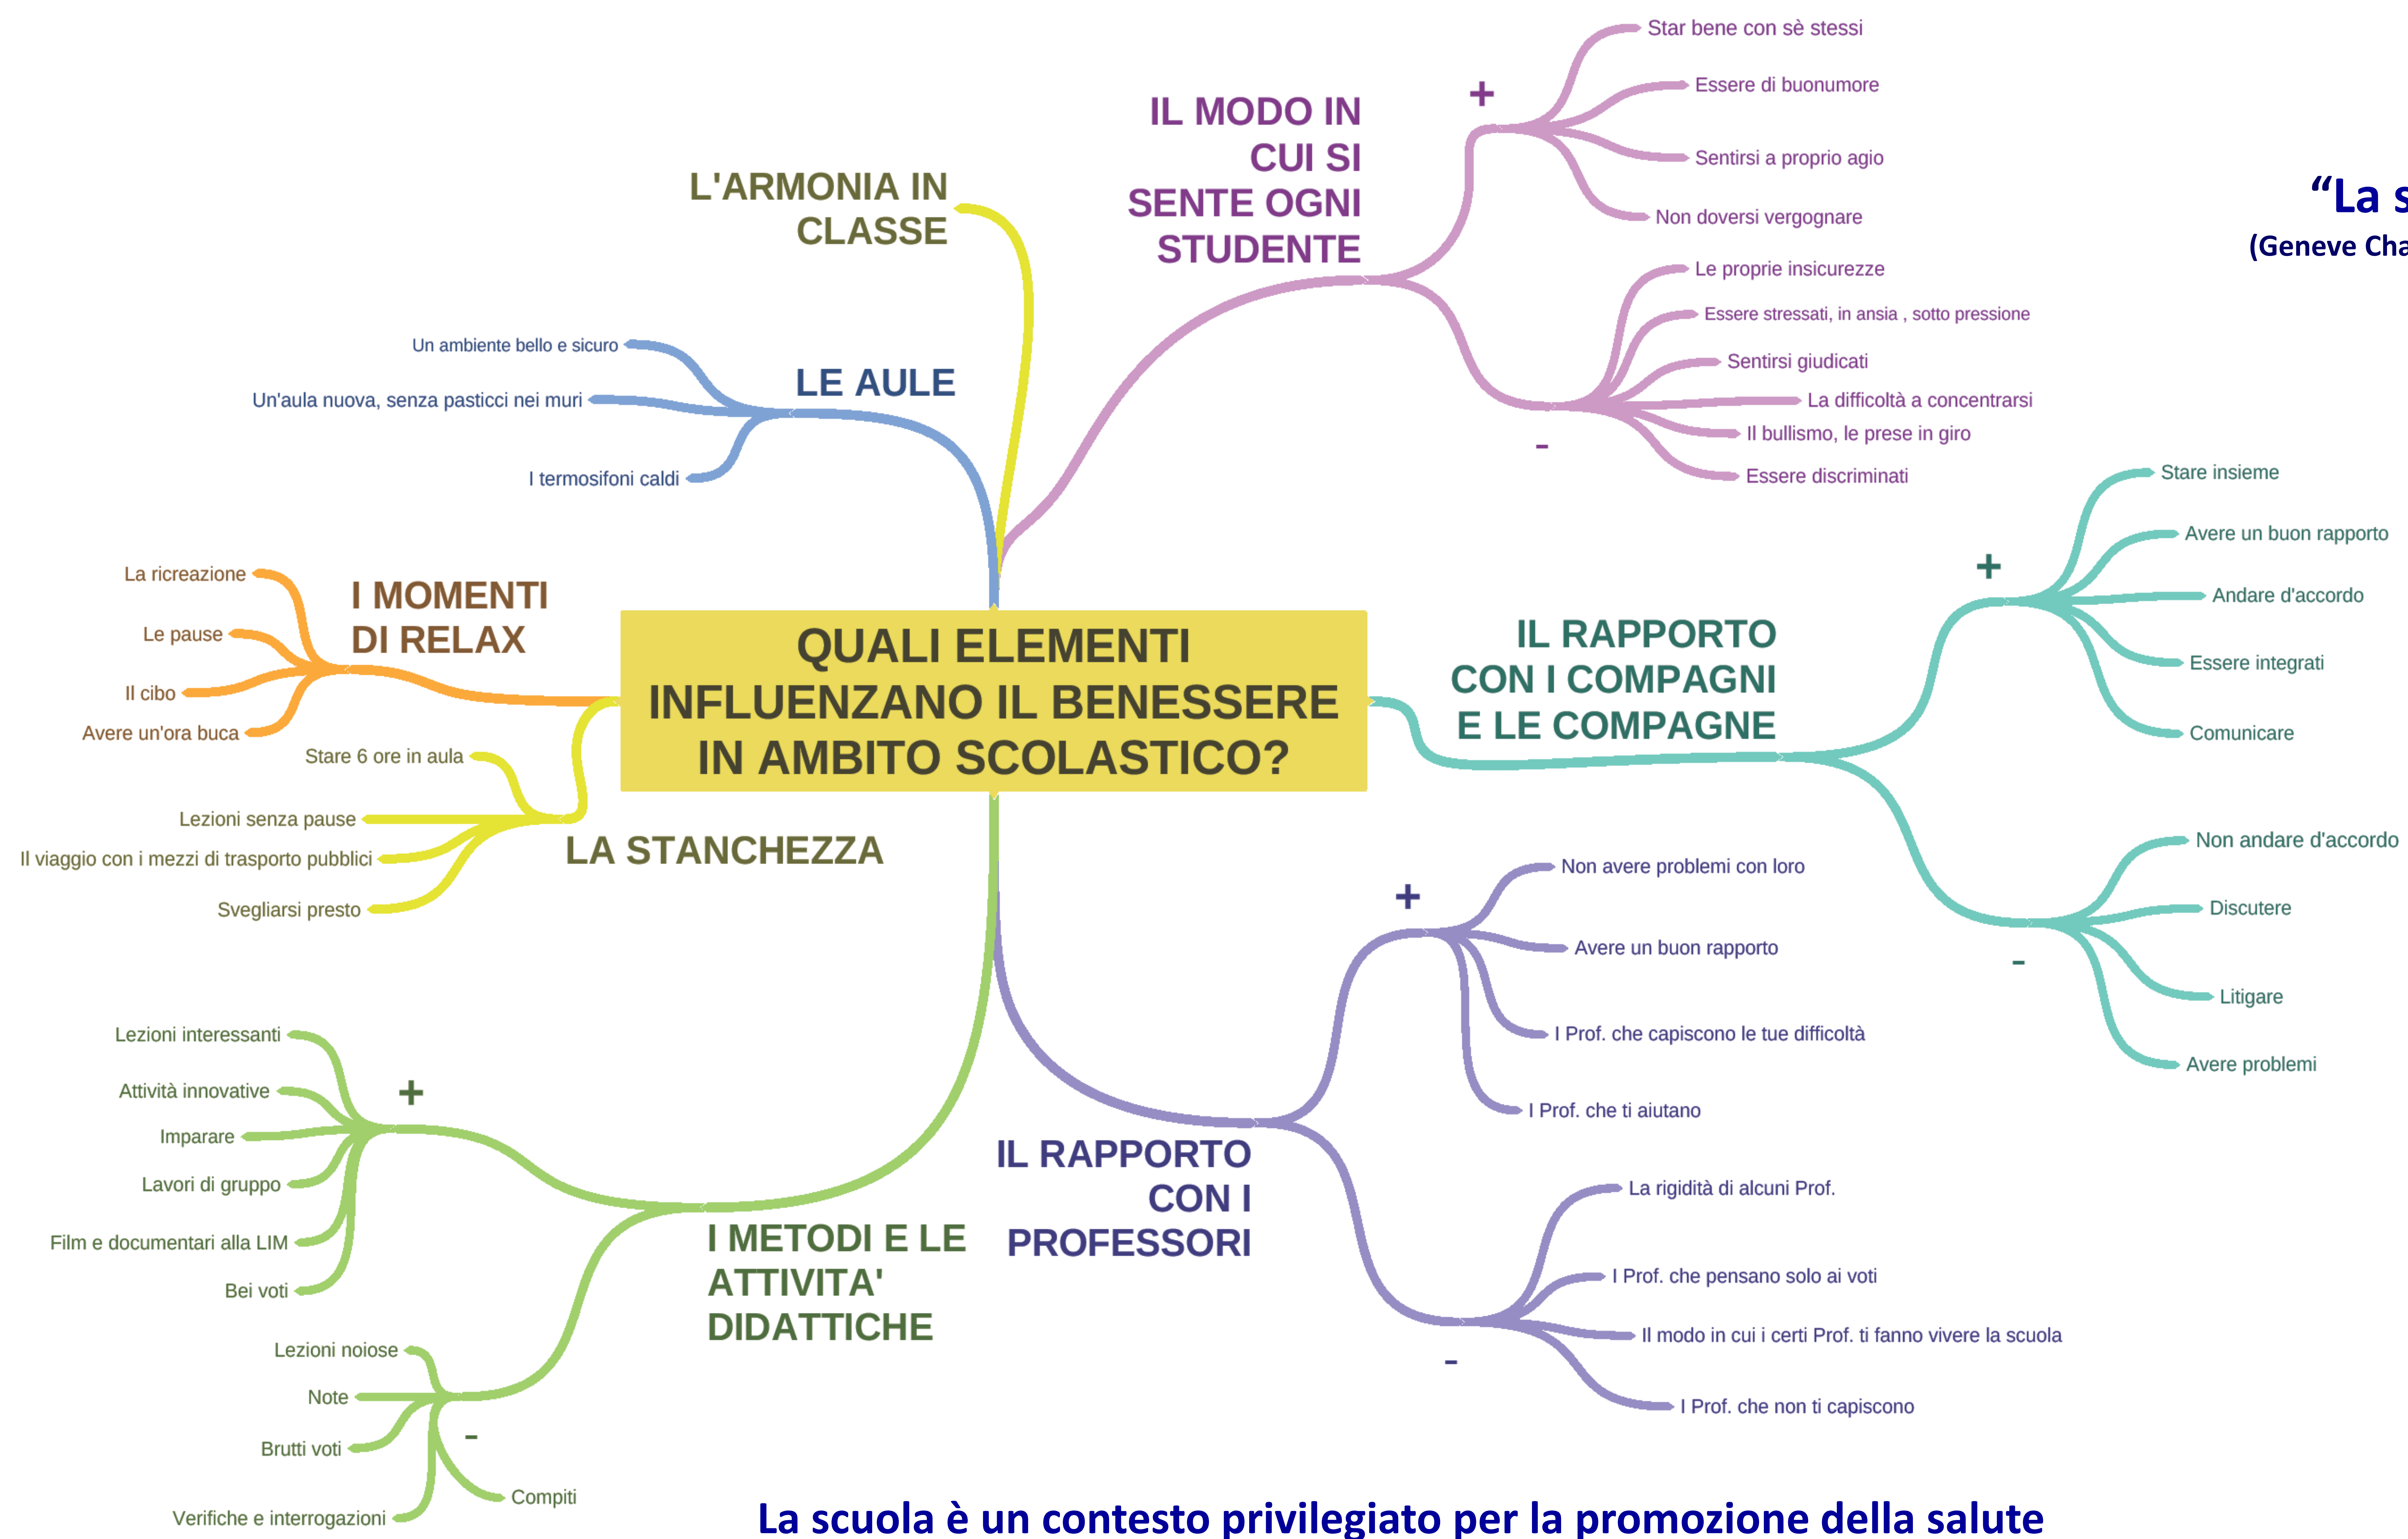 QUALI ELEMENTI
INFLUENZANO IL BENESSERE
IN AMBITO SCOLASTICO?
IL MODO IN
CUI SI
SENTE OGNI
STUDENTE
+
Star bene con sè stessi
Essere di buonumore
Sentirsi a proprio agio
Non doversi vergognare
-
Le proprie insicurezze
Essere stressati, in ansia , sotto pressione
Sentirsi giudicati
La difficoltà a concentrarsi
Il bullismo, le prese in giro
Essere discriminati
“La
(Geneve
IL RAPPORTO
CON I COMPAGNI
E LE COMPAGNE
+
Stare insieme
Avere un buon rapporto
Andare d'accordo
Essere integrati
Comunicare
-
Non andare d'accordo
Discutere
Litigare
Avere problemi
IL RAPPORTO
CON I
PROFESSORI
+
Non avere problemi con loro
Avere un buon rapporto
I Prof. che capiscono le tue difficoltà
I Prof. che ti aiutano
-
La rigidità di alcuni Prof.
I Prof. che pensano solo ai voti
Il modo in cui i certi Prof. ti fanno vivere la scuola
I Prof. che non ti capiscono
I METODI E LE
ATTIVITA'
DIDATTICHE
+
Lezioni interessanti
Attività innovative
Imparare
Lavori di gruppo
Film e documentari alla LIM
Bei voti
-
Lezioni noiose
Note
Brutti voti
Compiti
Verifiche e interrogazioni
LA STANCHEZZA
Stare 6 ore in aula
Lezioni senza pause
Il viaggio con i mezzi di trasporto pubblici
Svegliarsi presto
I MOMENTI
DI RELAX
La ricreazione
Le pause
Il cibo
Avere un'ora buca
LE AULE
Un ambiente bello e sicuro
Un'aula nuova, senza pasticci nei muri
I termosifoni caldi
L'ARMONIA IN
CLASSE
La scuola è un contesto privilegiato per la promozione della salute